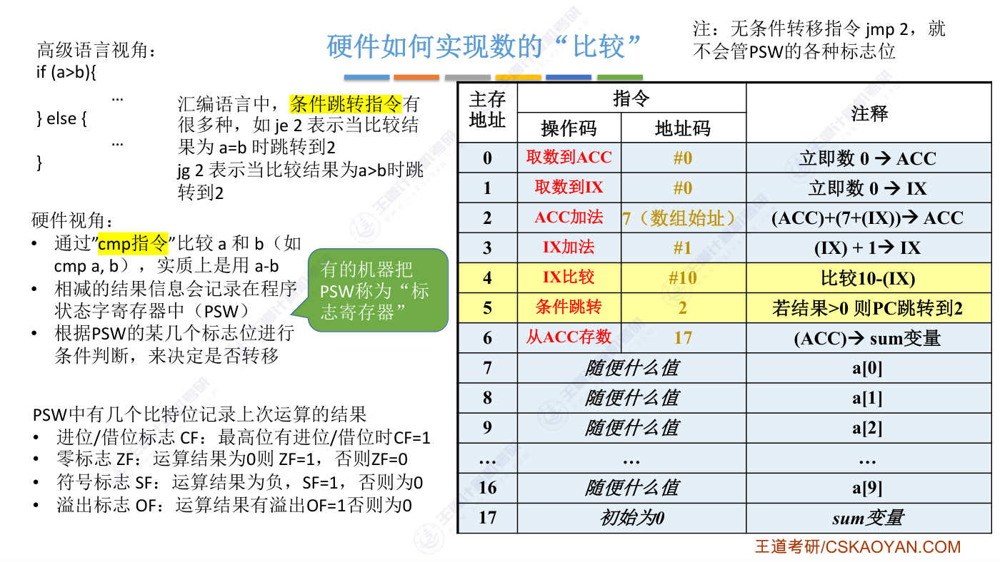 硬件如何实现数的“比较”
注：无条件转移指令 jmp 2，就
不会管PSW的各种标志位
高级语言视角：
if (a>b){
…
} else {
…
}
汇编语言中，条件跳转指令有
很多种，如 je 2 表示当比较结
果为 a=b 时跳转到2
jg 2 表示当比较结果为a>b时跳
转到2
硬件视角：
• 通过”cmp指令”比较 a 和 b（如
cmp a, b），实质上是用 a-b
• 相减的结果信息会记录在程序
状态字寄存器中（PSW）
• 根据PSW的某几个标志位进行
条件判断，来决定是否转移
有的机器把
PSW称为“标
志寄存器”
PSW中有几个比特位记录上次运算的结果
• 进位/借位标志 CF：最高位有进位/借位时CF=1
• 零标志 ZF：运算结果为0则 ZF=1，否则ZF=0
• 符号标志 SF：运算结果为负，SF=1，否则为0
• 溢出标志 OF：运算结果有溢出OF=1否则为0
主存
地址
指令
注释
操作码 地址码
0 取数到ACC #0 立即数 0 → ACC
1 取数到IX #0 立即数 0 → IX
2 ACC加法 7（数组始址） (ACC)+(7+(IX))→ ACC
3 IX加法 #1 (IX) + 1→ IX
4 IX比较 #10 比较10-(IX)
5 条件跳转 2 若结果>0 则PC跳转到2
6 从ACC存数 17 (ACC)→ sum变量
7 随便什么值 a[0]
8 随便什么值 a[1]
9 随便什么值 a[2]
… … …
16 随便什么值 a[9]
17 初始为0 sum变量
王道考研/CSKAOYAN.COM